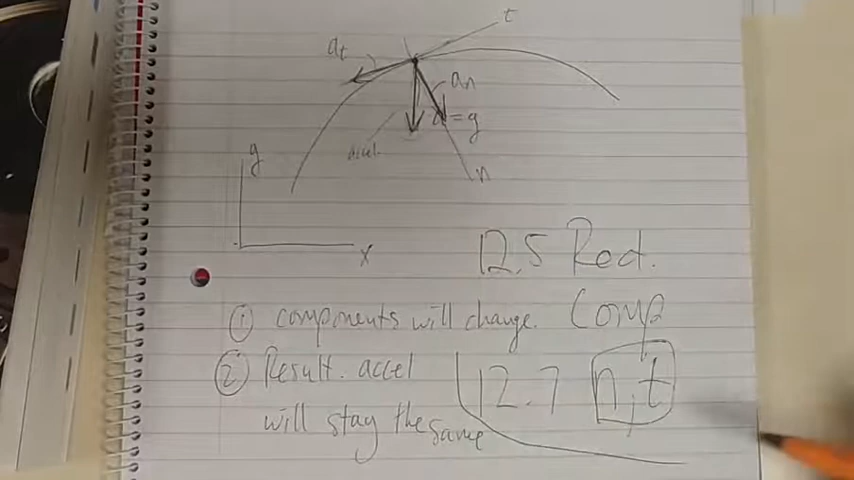 t
at
an
a=g
accel
n
y
x
12.5 Rect.
① components will change. Comp
② Result. accel
12.7 n,t
will stay the same